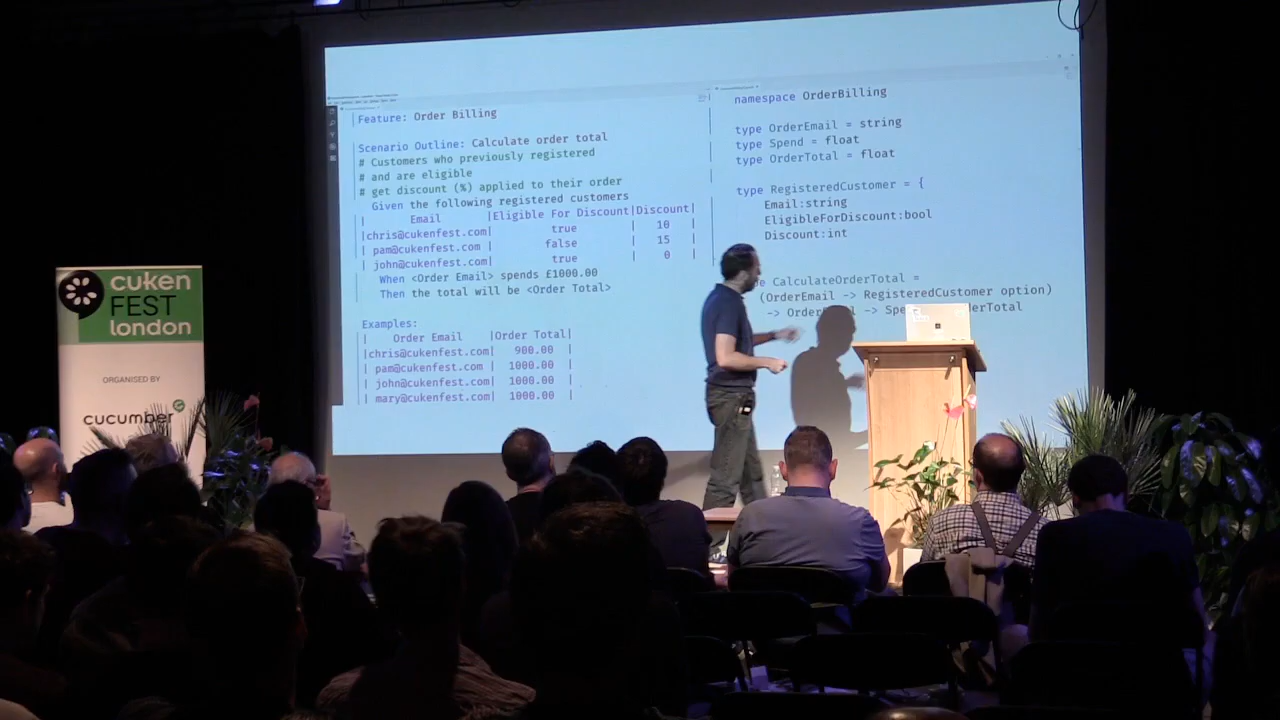 Feature: Order Billing
Scenario Outline: Calculate order total
# Customers who previously registered
# and are eligible
# get discount (%) applied to their order
Given the following registered customers
| Email |Eligible For Discount|Discount|
|chris@cukenfest.com| true | 10 |
| pam@cukenfest.com| false | 15 |
| john@cukenfest.com| true | 0 |
When <Order Email> spends £1000.00
Then the total will be <Order Total>
Examples:
| Order Email |Order Total|
|chris@cukenfest.com| 900.00 |
| pam@cukenfest.com | 1000.00 |
| john@cukenfest.com| 1000.00 |
| mary@cukenfest.com| 1000.00 |
namespace OrderBilling
type OrderEmail = string
type Spend = float
type OrderTotal = float
type RegisteredCustomer = {
Email:string
EligibleForDiscount:bool
Discount:int
CalculateOrderTotal =
(OrderEmail -> RegisteredCustomer option)
->
cuken
FEST
london
ORGANISED BY
cucumber